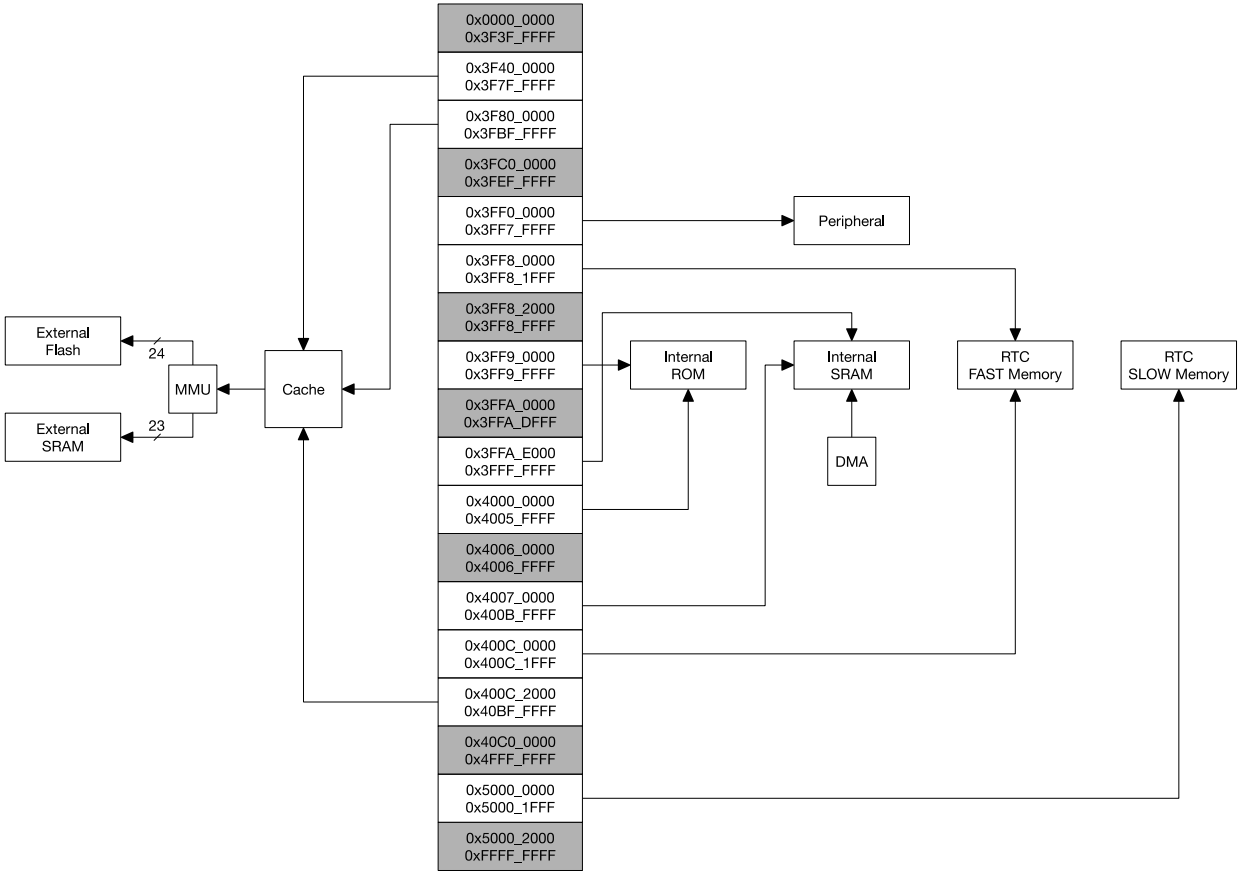 0x0000_0000
0x3F3F_FFFF
0x3F40_0000
0x3F7F_FFFF
0x3F80_0000
0x3FBF_FFFF
0x3FC0_0000
0x3FEF_FFFF
0x3FF0_0000
0x3FF7_FFFF
Peripheral
0x3FF8_0000
0x3FF8_1FFF
0x3FF8_2000
0x3FF8_FFFF
External
Flash
24
MMU
External
SRAM
23
Cache
0x3FF9_0000
0x3FF9_FFFF
Internal
ROM
Internal
SRAM
RTC
FAST Memory
RTC
SLOW Memory
0x3FFA_0000
0x3FFA_DFFF
0x3FFA_E000
0x3FFF_FFFF
DMA
0x4000_0000
0x4005_FFFF
0x4006_0000
0x4006_FFFF
0x4007_0000
0x400B_FFFF
0x400C_0000
0x400C_1FFF
0x400C_2000
0x40BF_FFFF
0x40C0_0000
0x4FFF_FFFF
0x5000_0000
0x5000_1FFF
0x5000_2000
0xFFFF_FFFF